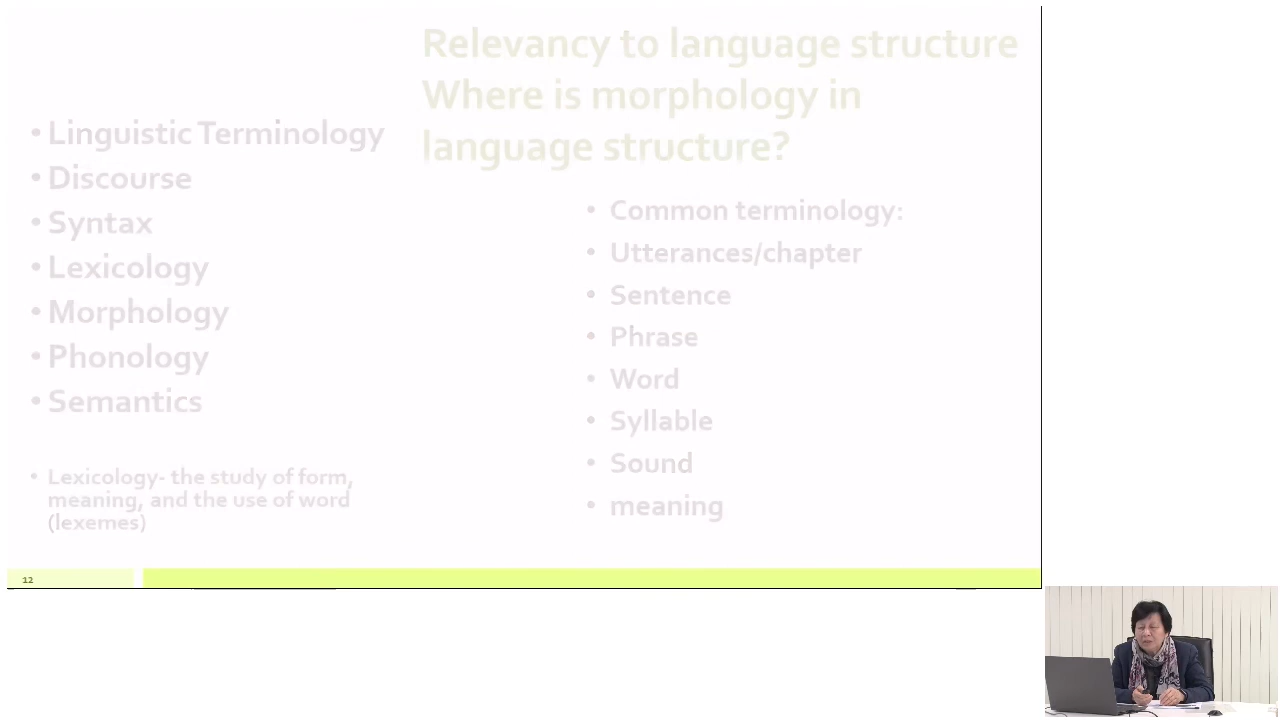 Relevancy to language structure
Where is morphology in
language structure?
• Linguistic Terminology
• Discourse
• Syntax
• Lexicology
• Morphology
• Phonology
• Semantics
• Lexicology- the study of form,
meaning, and the use of word
(lexemes)
• Common terminology:
• Utterances/chapter
• Sentence
• Phrase
• Word
• Syllable
• Sound
• meaning
12